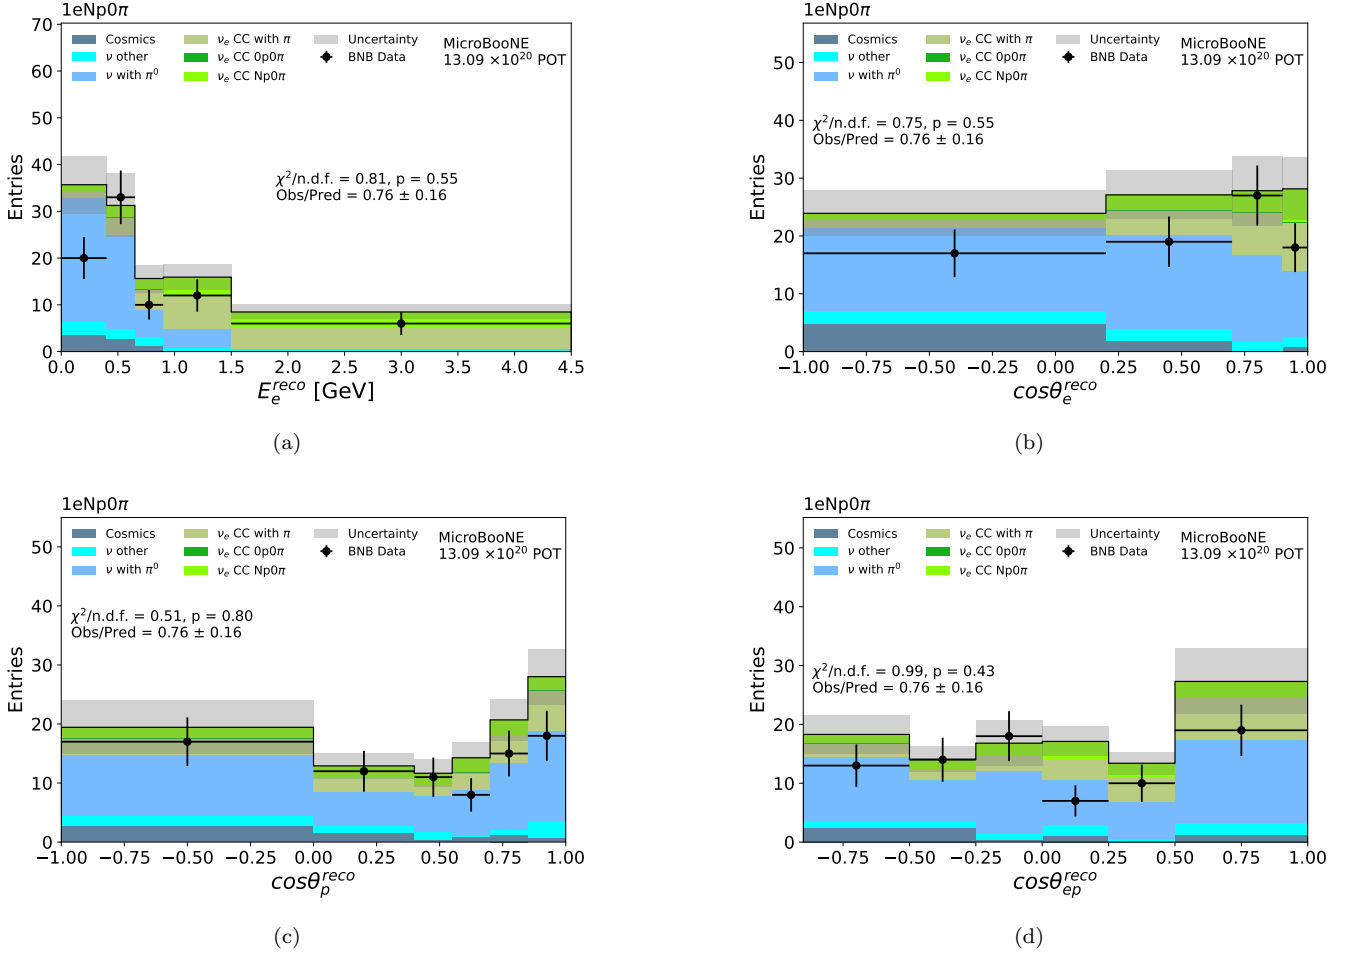 1eNp0π
70
60
50
40
30
20
10
0
Entries
Cosmics
ν other
ν with π⁰
νₑ CC with π
νₑ CC 0p0π
νₑ CC Np0π
Uncertainty
BNB Data
MicroBooNE
13.09 ×10²⁰ POT
χ²/n.d.f. = 0.81, p = 0.55
Obs/Pred = 0.76 ± 0.16
0.0 0.5 1.0 1.5 2.0 2.5 3.0 3.5 4.0 4.5
E_e^{reco} [GeV]
(a)
1eNp0π
50
40
30
20
10
0
Entries
Cosmics
ν other
ν with π⁰
νₑ CC with π
νₑ CC 0p0π
νₑ CC Np0π
Uncertainty
BNB Data
MicroBooNE
13.09 ×10²⁰ POT
χ²/n.d.f. = 0.75, p = 0.55
Obs/Pred = 0.76 ± 0.16
−1.00 −0.75 −0.50 −0.25 0.00 0.25 0.50 0.75 1.00
cosθ_e^{reco}
(b)
1eNp0π
50
40
30
20
10
0
Entries
Cosmics
ν other
ν with π⁰
νₑ CC with π
νₑ CC 0p0π
νₑ CC Np0π
Uncertainty
BNB Data
MicroBooNE
13.09 ×10²⁰ POT
χ²/n.d.f. = 0.51, p = 0.80
Obs/Pred = 0.76 ± 0.16
−1.00 −0.75 −0.50 −0.25 0.00 0.25 0.50 0.75 1.00
cosθ_p^{reco}
(c)
1eNp0π
50
40
30
20
10
0
Entries
Cosmics
ν other
ν with π⁰
νₑ CC with π
νₑ CC 0p0π
νₑ CC Np0π
Uncertainty
BNB Data
MicroBooNE
13.09 ×10²⁰ POT
χ²/n.d.f. = 0.99, p = 0.43
Obs/Pred = 0.76 ± 0.16
−0.75 −0.50 −0.25 0.00 0.25 0.50 0.75 1.00
cosθ_{ep}^{reco}
(d)